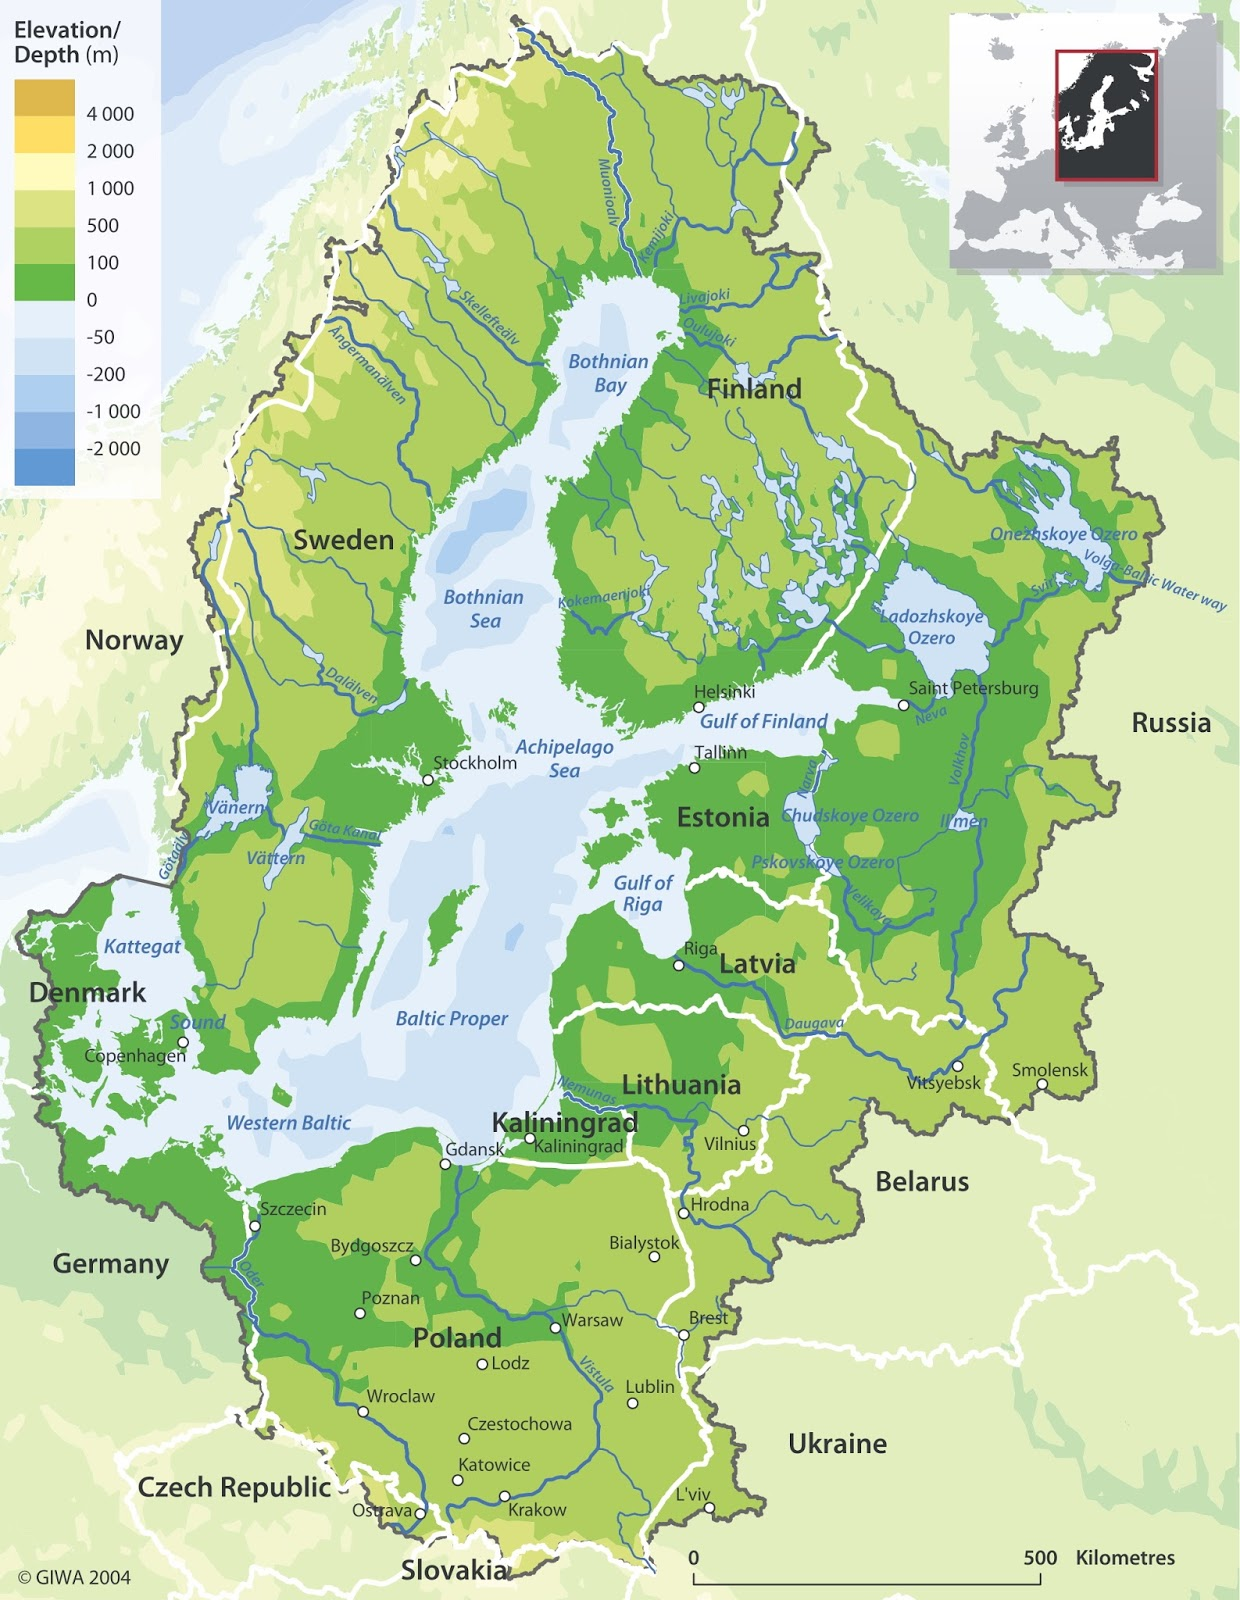 Elevation/
Depth (m)
4 000
2 000
1 000
500
100
0
-50
-200
-1 000
-2 000
Muonioalv
Kemijoki
Livajoki
Oulujoki
Skellefteälv
Ångermanälven
Bothnian
Bay
Finland
Sweden
Onezhskoye Ozero
Volga-Baltic Water way
Svir
Bothnian
Sea
Kokemaenjoki
Ladozhskoye
Ozero
Norway
Dalälven
Helsinki
Saint Petersburg
Gulf of Finland
Neva
Russia
Achipelago
Sea
Tallinn
Stockholm
Narva
Volkhov
Vänern
Göta Kanal
Estonia
Chudskoye Ozero
Il'men
Götaälv
Vättern
Pskovskoye Ozero
Gulf of
Riga
Velikaya
Kattegat
Riga
Latvia
Denmark
Sound
Baltic Proper
Daugava
Copenhagen
Vitsyebsk
Smolensk
Nemunas
Lithuania
Western Baltic
Kaliningrad
Kaliningrad
Vilnius
Gdansk
Belarus
Szczecin
Hrodna
Germany
Oder
Bydgoszcz
Bialystok
Poznan
Poland
Warsaw
Brest
Lodz
Vistula
Wroclaw
Lublin
Czestochowa
Ukraine
Katowice
Czech Republic
L'viv
Ostrava
Krakow
Slovakia
0
500
Kilometres
© GIWA 2004